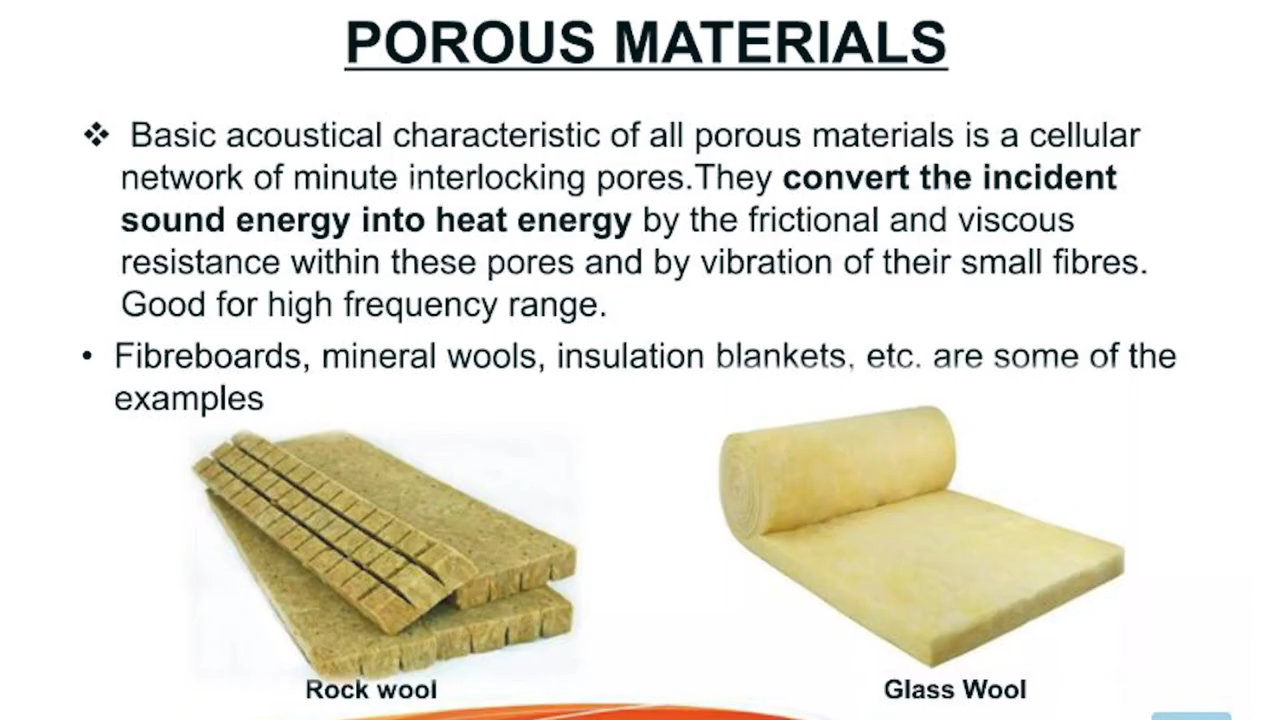 POROUS MATERIALS
❖ Basic acoustical characteristic of all porous materials is a cellular
network of minute interlocking pores.They convert the incident
sound energy into heat energy by the frictional and viscous
resistance within these pores and by vibration of their small fibres.
Good for high frequency range.
• Fibreboards, mineral wools, insulation blankets, etc. are some of the
examples
Rock wool
Glass Wool